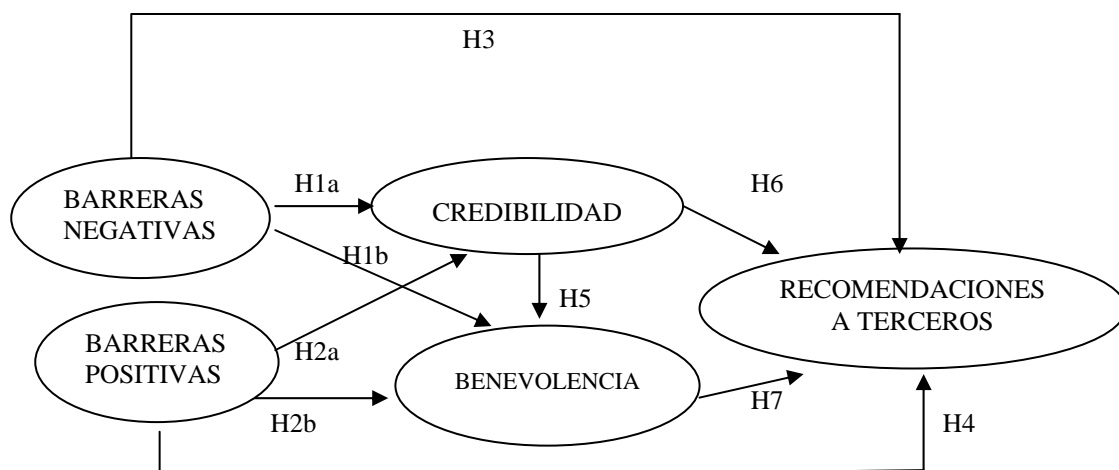 H3
BARRERAS
NEGATIVAS
H1a
CREDIBILIDAD
H6
H1b
H5
RECOMENDACIONES
A TERCEROS
BARRERAS
POSITIVAS
H2a
BENEVOLENCIA
H2b
H7
H4